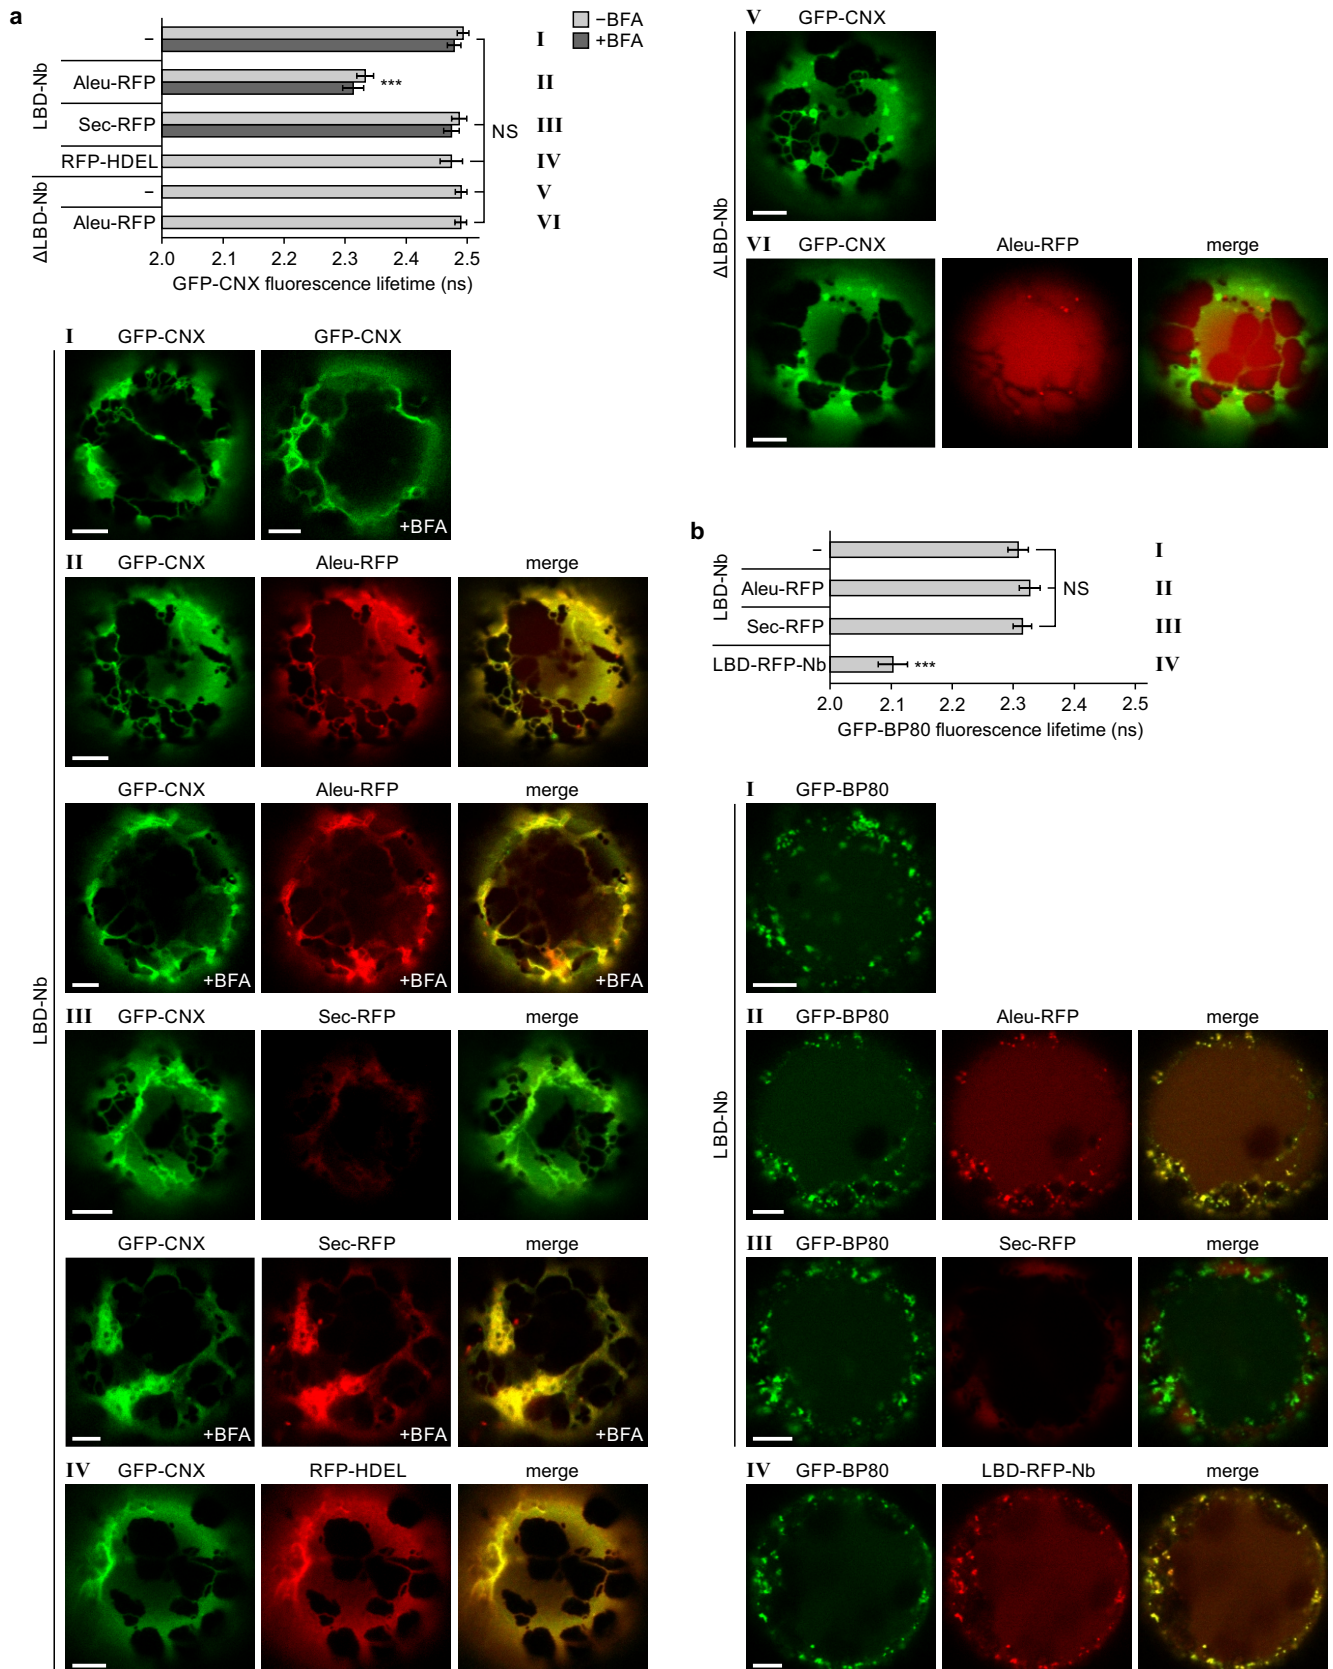 a
−BFA
+BFA
LBD-Nb
ΔLBD-Nb
–
Aleu-RFP
Sec-RFP
RFP-HDEL
–
Aleu-RFP
***
NS
I
II
III
IV
V
VI
2.0 2.1 2.2 2.3 2.4 2.5
GFP-CNX fluorescence lifetime (ns)
LBD-Nb
I GFP-CNX GFP-CNX
+BFA
II GFP-CNX Aleu-RFP merge
GFP-CNX Aleu-RFP merge
+BFA +BFA +BFA
III GFP-CNX Sec-RFP merge
GFP-CNX Sec-RFP merge
+BFA +BFA +BFA
IV GFP-CNX RFP-HDEL merge
ΔLBD-Nb
V GFP-CNX
VI GFP-CNX Aleu-RFP merge
b
LBD-Nb
–
Aleu-RFP
Sec-RFP
LBD-RFP-Nb
NS
***
I
II
III
IV
2.0 2.1 2.2 2.3 2.4 2.5
GFP-BP80 fluorescence lifetime (ns)
LBD-Nb
I GFP-BP80
II GFP-BP80 Aleu-RFP merge
III GFP-BP80 Sec-RFP merge
IV GFP-BP80 LBD-RFP-Nb merge